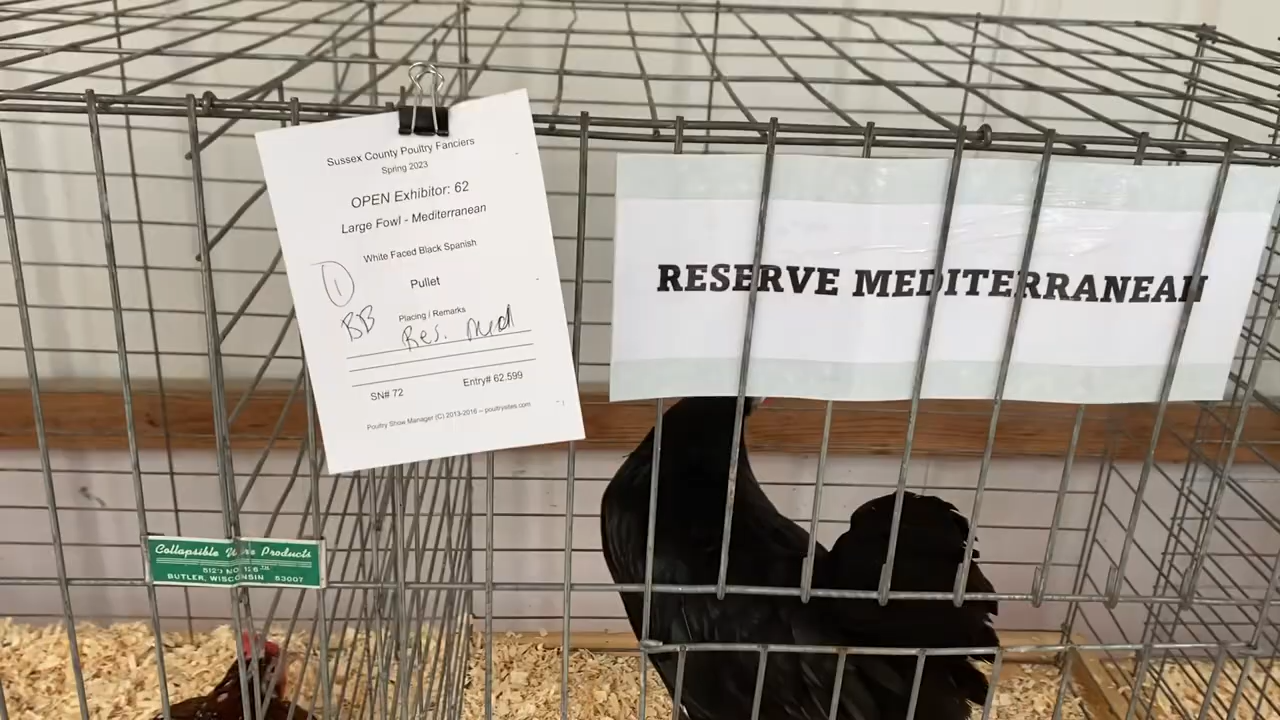 Sussex County Poultry Fanciers
Spring 2023
OPEN Exhibitor: 62
Large Fowl - Mediterranean
White Faced Black Spanish
Pullet
1
BB
Placing / Remarks
Res. Med
SN# 72
Entry# 62.599
Poultry Show Manager (C) 2013-2016 -- poultrysites.com
RESERVE MEDITERRANEAN
Collapsible Wire Products
BUTLER, WISCONSIN 53007